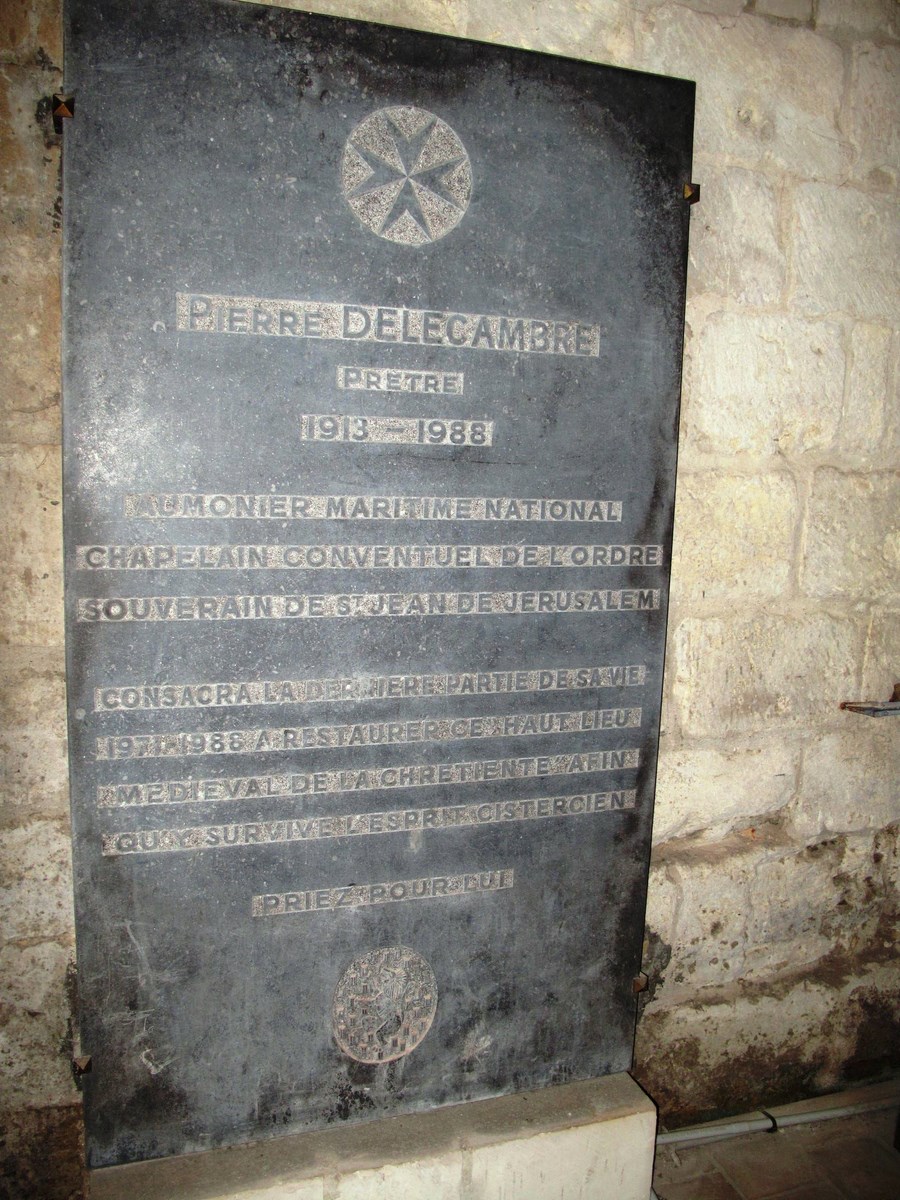 PIERRE DELECAMBRE
PRETRE
1913 - 1988
AUMONIER MARITIME NATIONAL
CHAPELAIN CONVENTUEL DE L'ORDRE
SOUVERAIN DE ST JEAN DE JERUSALEM
CONSACRA LA DERNIERE PARTIE DE SA VIE
1971-1988 A RESTAURER CE HAUT LIEU
MEDIEVAL DE LA CHRETIENTE AFIN
QU'Y SURVIVE L'ESPRIT CISTERCIEN
PRIEZ POUR LUI